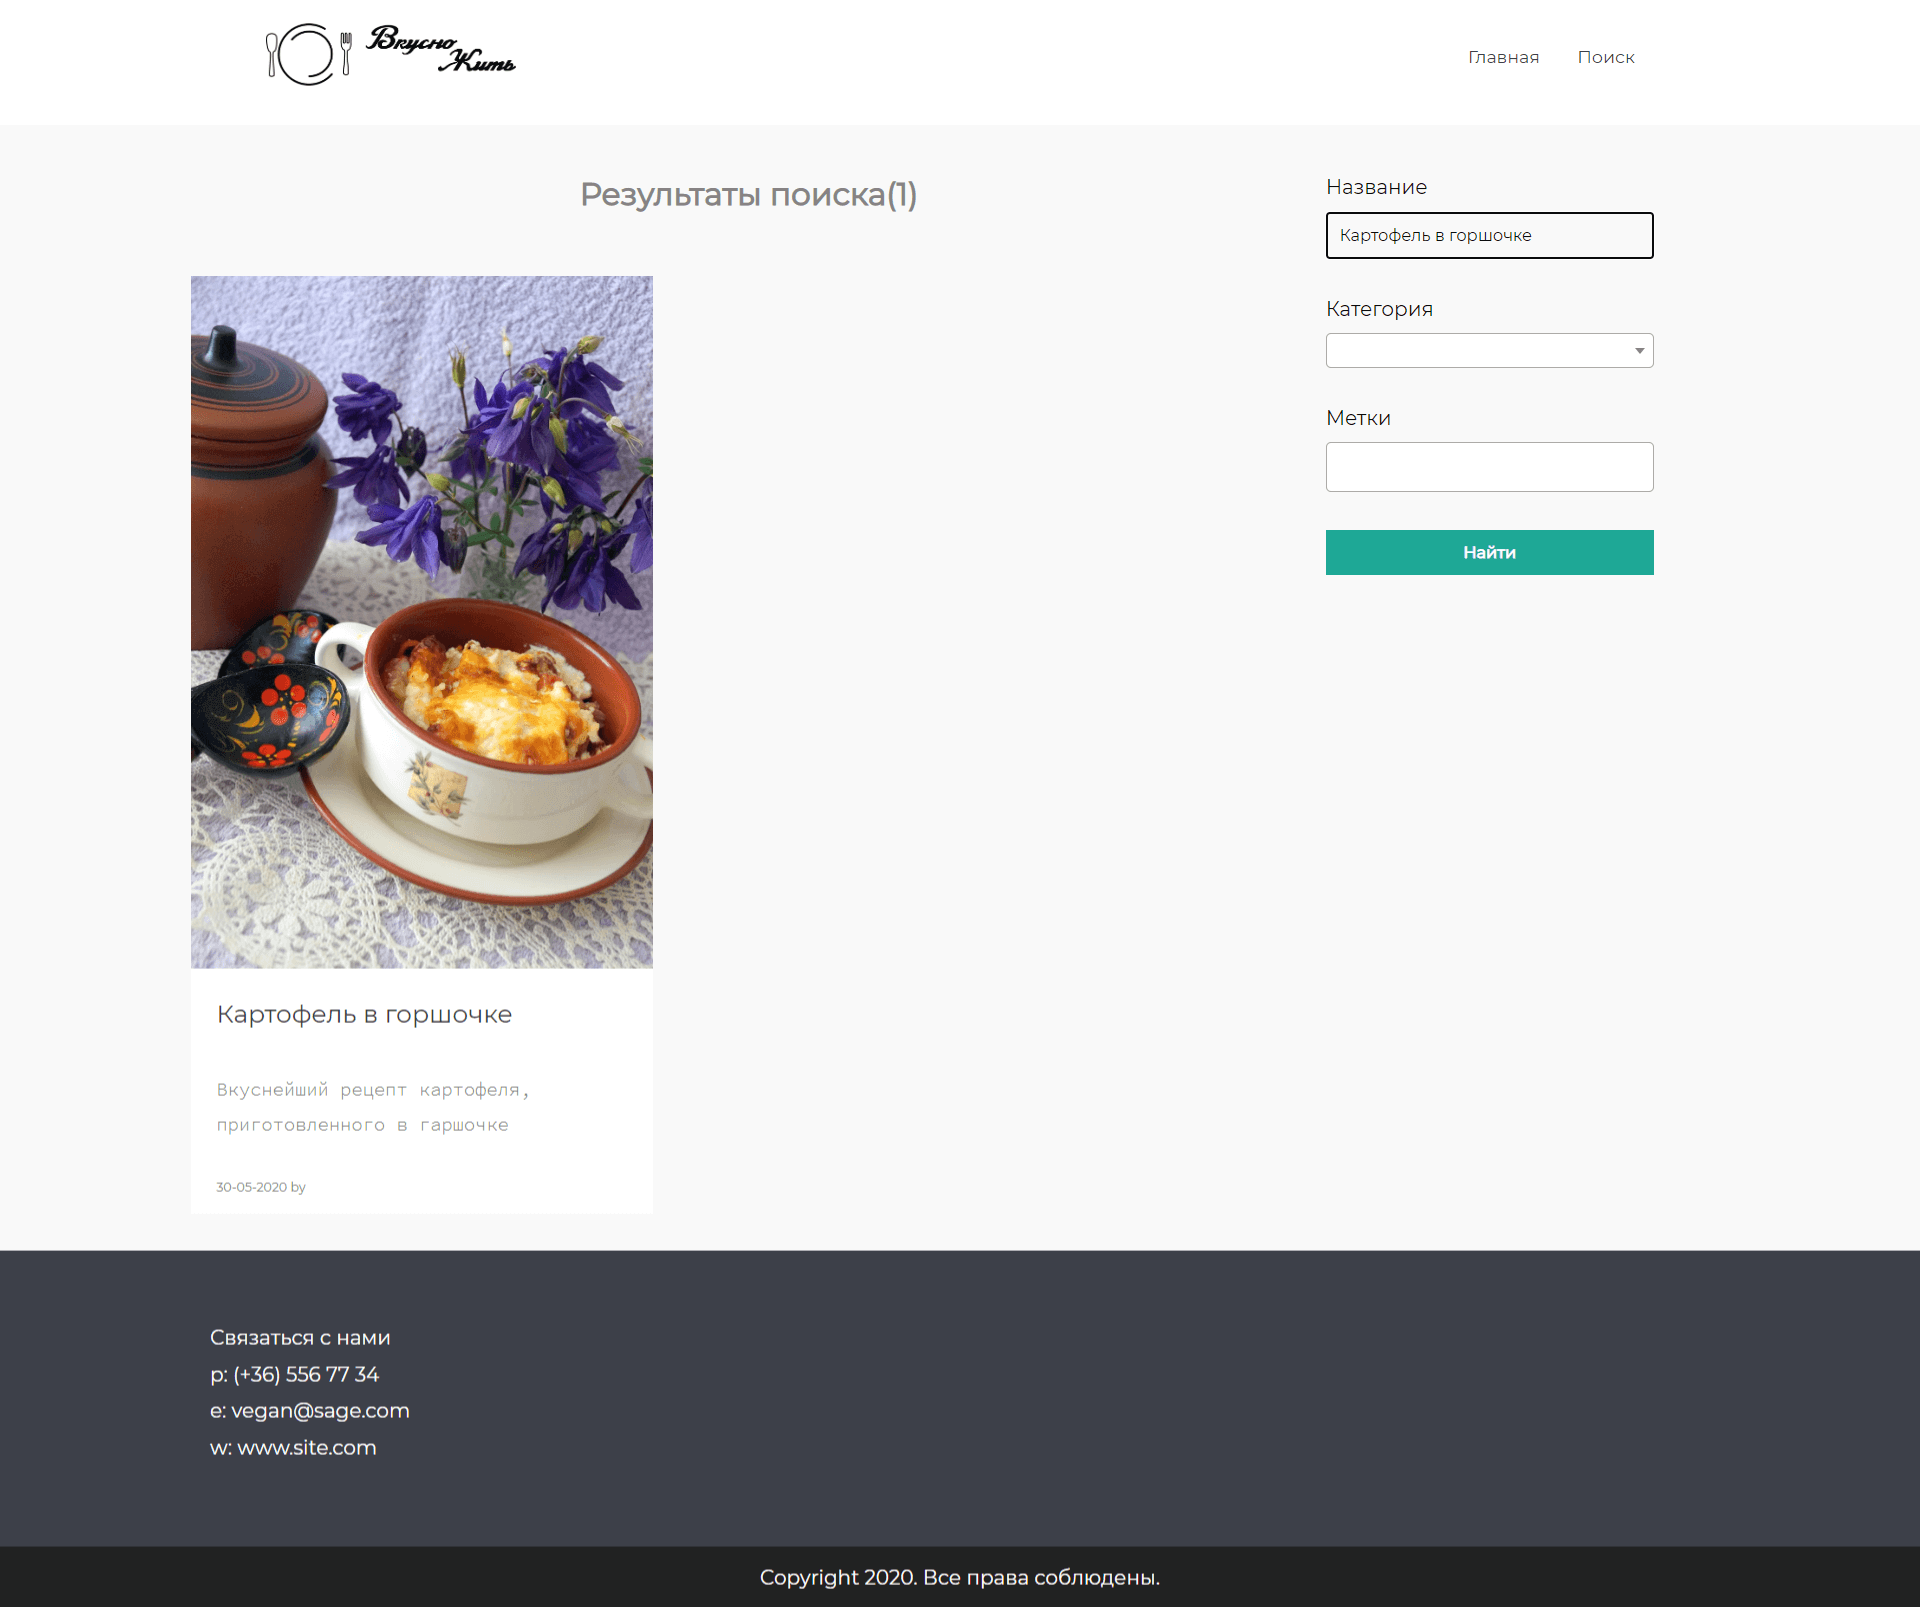 Вкусно
Жить
Главная Поиск
Результаты поиска(1)
Название
Картофель в горшочке
Категория
Метки
Найти
Картофель в горшочке
Вкуснейший рецепт картофеля,
приготовленного в гаршочке
30-05-2020 by
Связаться с нами
p: (+36) 556 77 34
e: vegan@sage.com
w: www.site.com
Copyright 2020. Все права соблюдены.